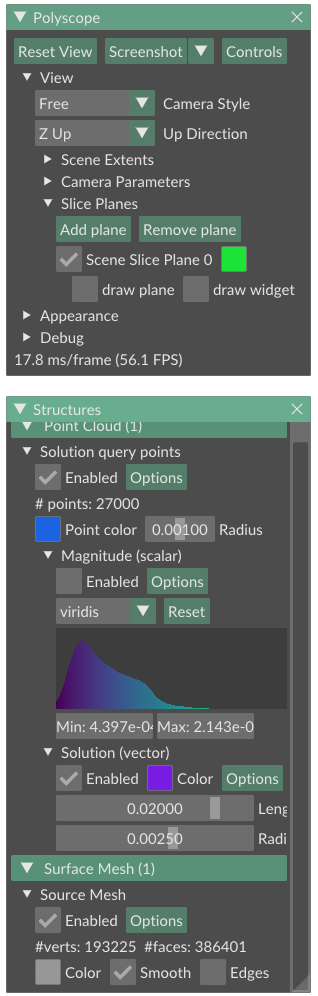 Polyscope
Reset View Screenshot Controls
View
Free Camera Style
Z Up Up Direction
Scene Extents
Camera Parameters
Slice Planes
Add plane Remove plane
Scene Slice Plane 0
draw plane draw widget
Appearance
Debug
17.8 ms/frame (56.1 FPS)
Structures
Point Cloud (1)
Solution query points
Enabled Options
# points: 27000
Point color 0.00100 Radius
Magnitude (scalar)
Enabled Options
viridis Reset
Min: 4.397e-04 Max: 2.143e-0
Solution (vector)
Enabled Color Options
0.02000 Leng
0.00250 Radi
Surface Mesh (1)
Source Mesh
Enabled Options
#verts: 193225 #faces: 386401
Color Smooth Edges